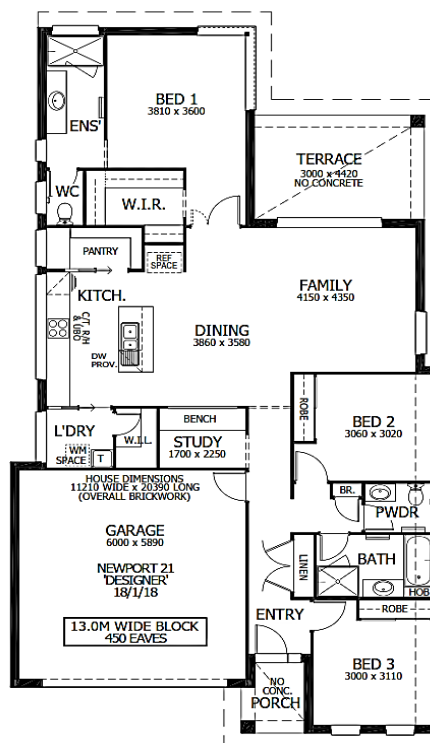 BED 1
3810 x 3600
ENS'
TERRACE
3000 x 4420
NO CONCRETE
WC
W.I.R.
PANTRY
REF
SPACE
KITCH.
FAMILY
4150 x 4350
C/T, R/H
& UBO
DINING
3860 x 3580
DW
PROV.
ROBE
BENCH
BED 2
3060 x 3020
L'DRY
W.I.L.
STUDY
1700 x 2250
WM
SPACE
T
HOUSE DIMENSIONS
11210 WIDE x 20390 LONG
(OVERALL BRICKWORK)
BR.
PWDR
GARAGE
6000 x 5890
NEWPORT 21
'DESIGNER'
18/1/18
LINEN
BATH
HOB
13.0M WIDE BLOCK
450 EAVES
ENTRY
ROBE
BED 3
3000 x 3110
NO
CONC.
PORCH